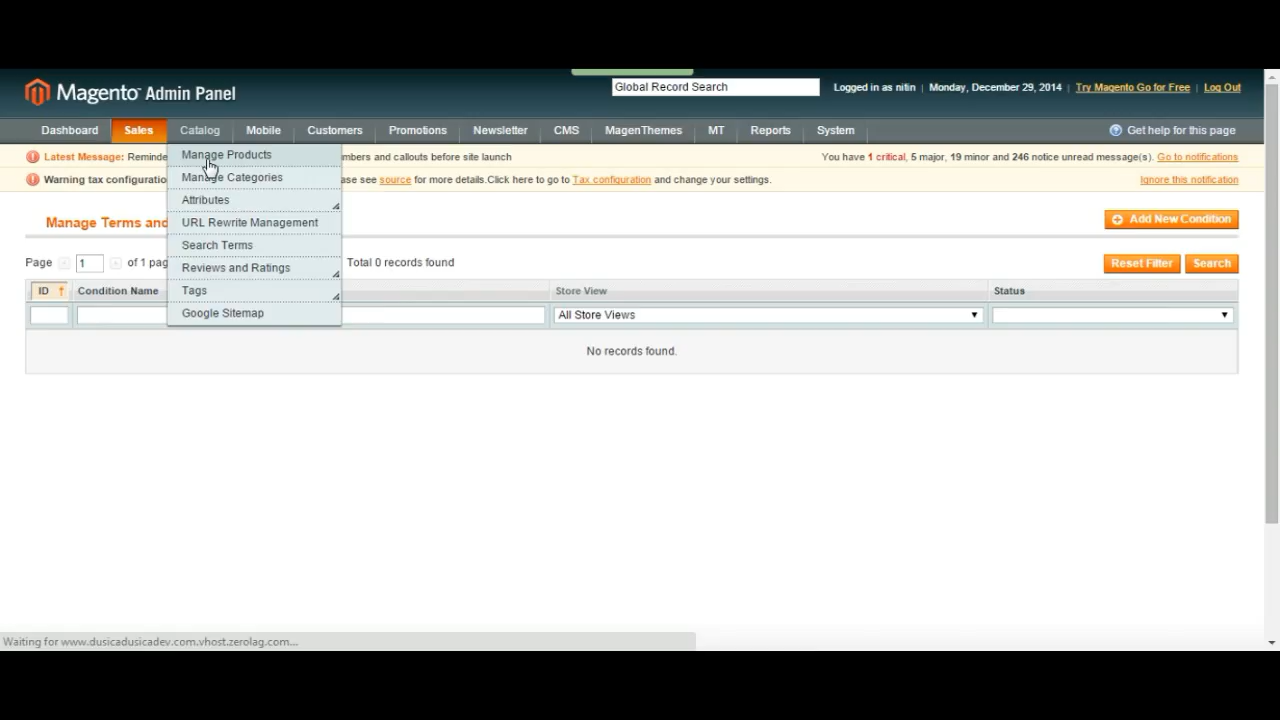 Magento Admin Panel
Global Record Search
Logged in as nitin | Monday, December 29, 2014 | Try Magento Go for Free | Log Out
Dashboard Sales Catalog Mobile Customers Promotions Newsletter CMS MagenThemes MT Reports System Get help for this page
Latest Message: Reminde mbers and callouts before site launch You have 1 critical, 5 major, 19 minor and 246 notice unread message(s). Go to notifications
Warning tax configuratio ase see source for more details.Click here to go to Tax configuration and change your settings. Ignore this notification
Manage Products
Manage Categories
Attributes
URL Rewrite Management
Search Terms
Reviews and Ratings
Tags
Google Sitemap
Manage Terms and
Add New Condition
Page 1 of 1 pag Total 0 records found Reset Filter Search
ID Condition Name Store View Status
All Store Views
No records found.
Waiting for www.dusicadusicadev.com.vhost.zerolag.com...